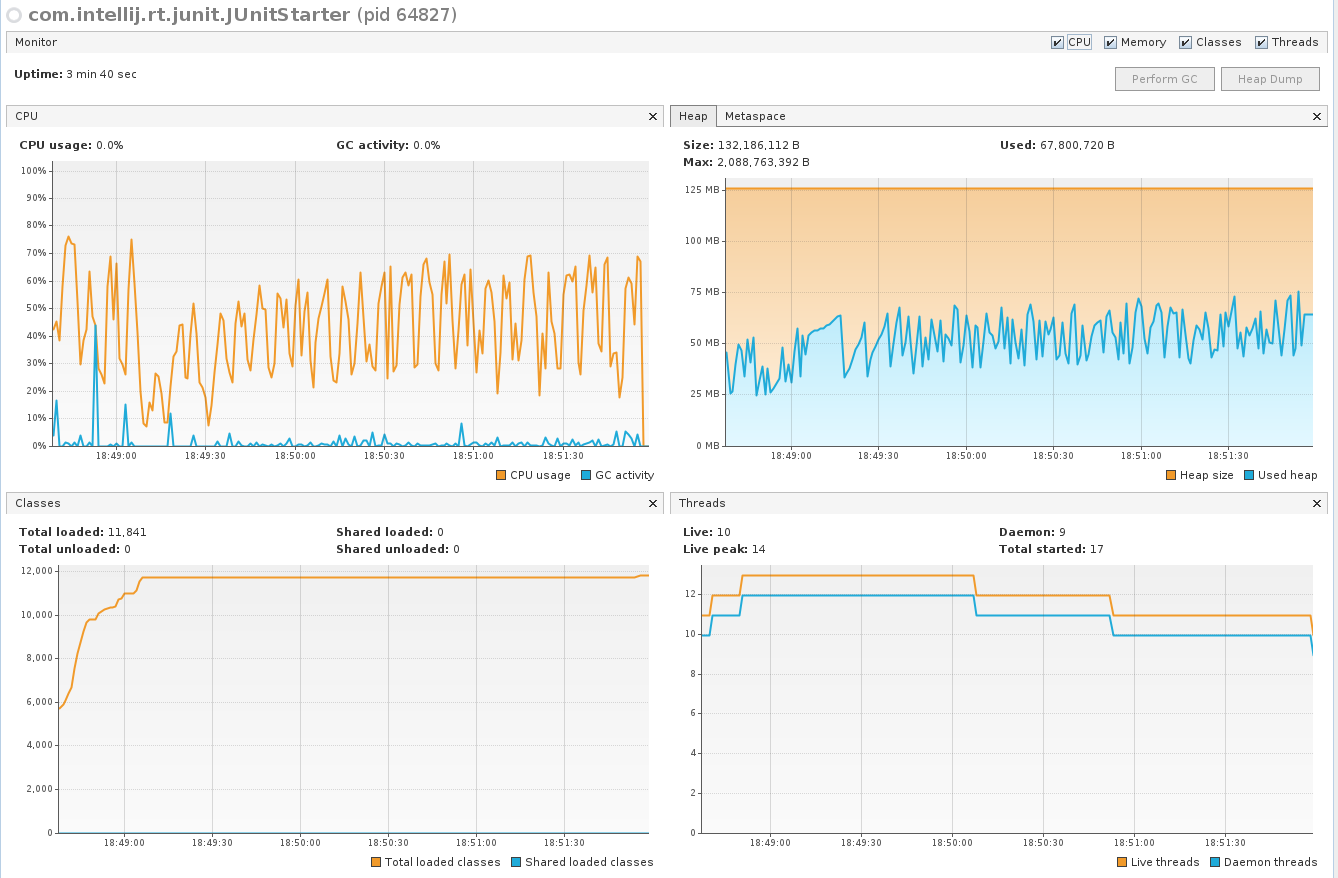 com.intellij.rt.junit.JUnitStarter (pid 64827)
Monitor
CPU Memory Classes Threads
Uptime: 3 min 40 sec
Perform GC Heap Dump
CPU
CPU usage: 0.0% GC activity: 0.0%
100%
90%
80%
70%
60%
50%
40%
30%
20%
10%
0%
18:49:00 18:49:30 18:50:00 18:50:30 18:51:00 18:51:30
CPU usage GC activity
Heap Metaspace
Size: 132,186,112 B Used: 67,800,720 B
Max: 2,088,763,392 B
125 MB
100 MB
75 MB
50 MB
25 MB
0 MB
18:49:00 18:49:30 18:50:00 18:50:30 18:51:00 18:51:30
Heap size Used heap
Classes
Total loaded: 11,841 Shared loaded: 0
Total unloaded: 0 Shared unloaded: 0
12,000
10,000
8,000
6,000
4,000
2,000
0
18:49:00 18:49:30 18:50:00 18:50:30 18:51:00 18:51:30
Total loaded classes Shared loaded classes
Threads
Live: 10 Daemon: 9
Live peak: 14 Total started: 17
12
10
8
6
4
2
0
18:49:00 18:49:30 18:50:00 18:50:30 18:51:00 18:51:30
Live threads Daemon threads